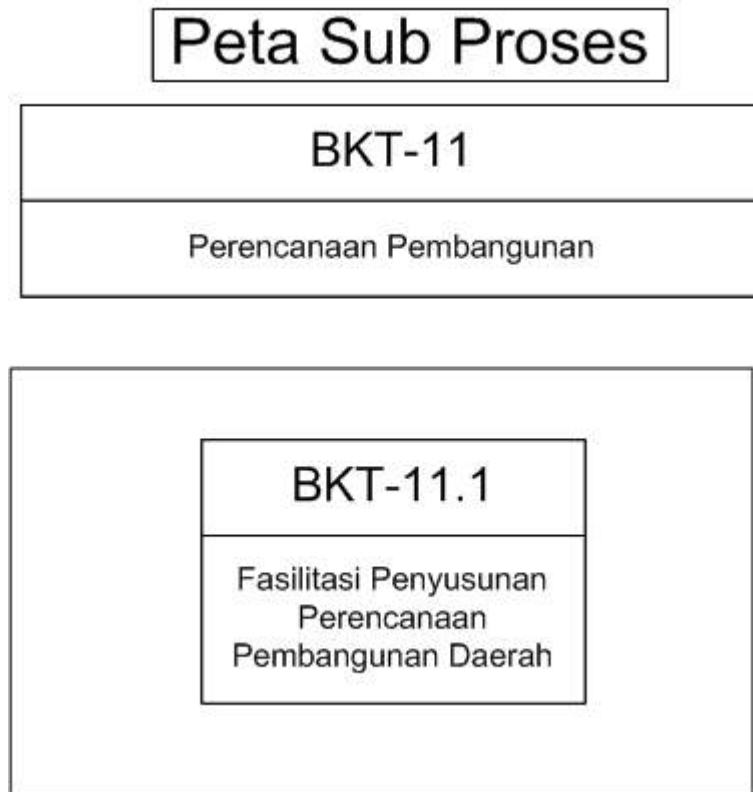 Peta Sub Proses
BKT-11
Perencanaan Pembangunan
BKT-11.1
Fasilitasi Penyusunan
Perencanaan
Pembangunan Daerah